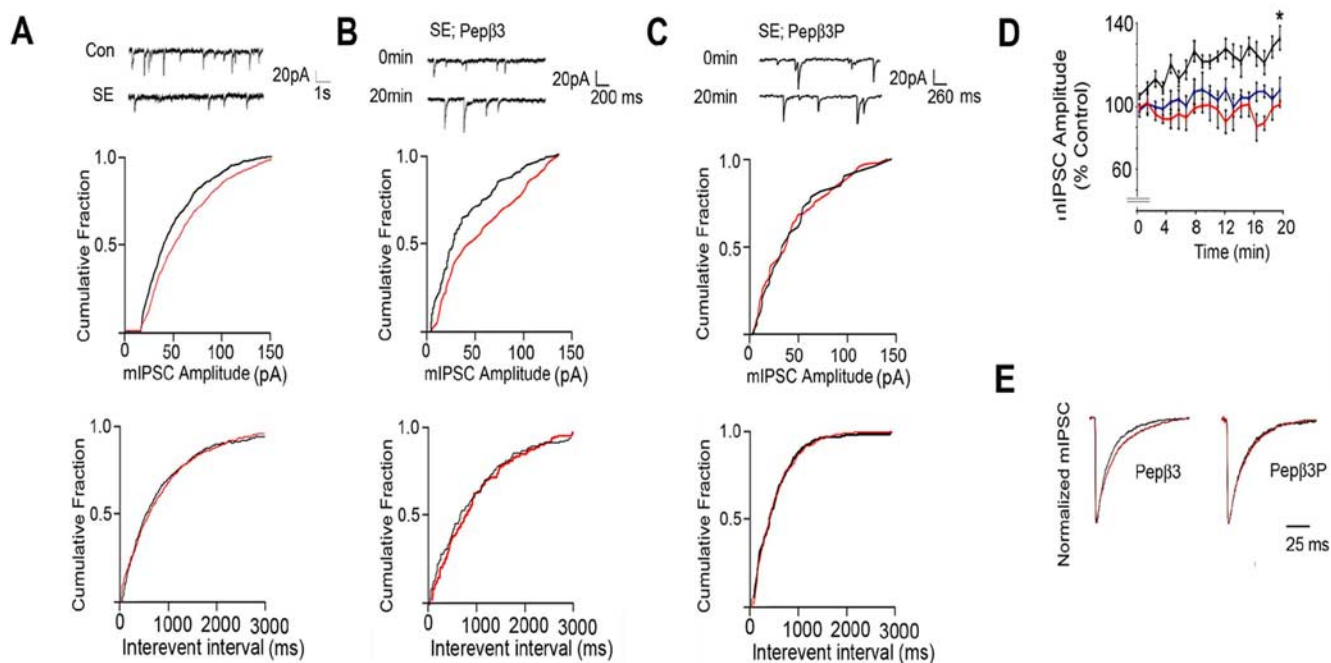 A
Con
SE
20pA
1s
Cumulative Fraction
1.0
0.5
0 50 100 150
mIPSC Amplitude (pA)
Cumulative Fraction
1.0
0.5
0 1000 2000 3000
Interevent interval (ms)
B
SE; Pepβ3
0min
20min
20pA
200 ms
Cumulative Fraction
1.0
0.5
0 50 100 150
mIPSC Amplitude (pA)
Cumulative Fraction
1.0
0.5
0 1000 2000 3000
Interevent interval (ms)
C
SE; Pepβ3P
0min
20min
20pA
260 ms
Cumulative Fraction
1.0
0.5
0 50 100 150
mIPSC Amplitude (pA)
Cumulative Fraction
1.0
0.5
0 1000 2000 3000
Interevent interval (ms)
D
mIPSC Amplitude
(% Control)
140
100
60
*
0 4 8 12 16 20
Time (min)
E
Normalized mIPSC
Pepβ3
Pepβ3P
25 ms